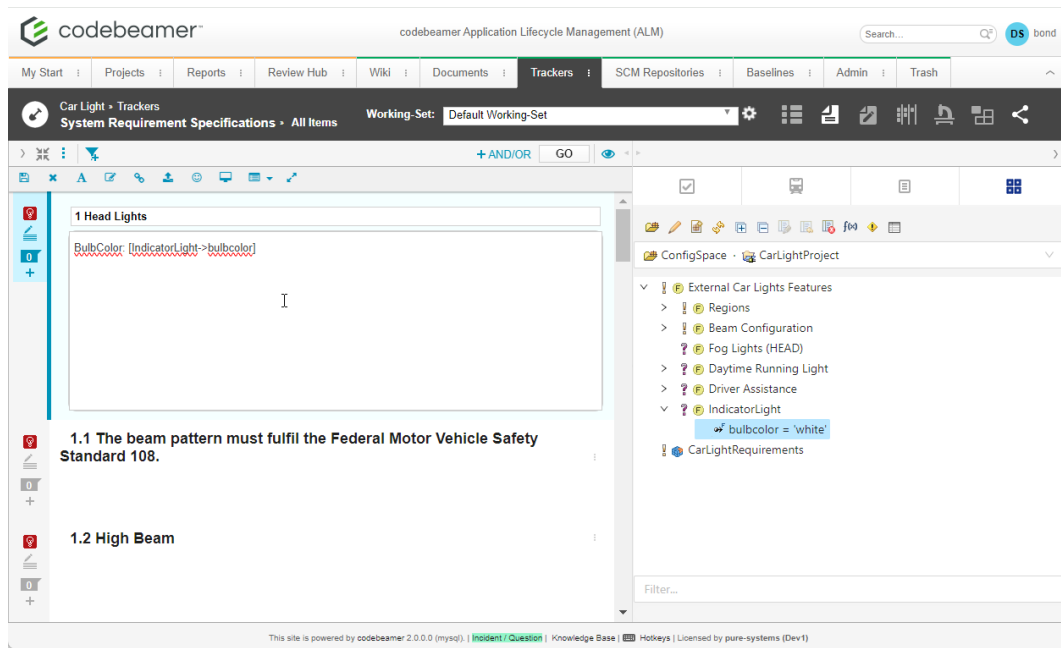 codebeamer™
codebeamer Application Lifecycle Management (ALM)
Search...
DS bond
My Start Projects Reports Review Hub Wiki Documents Trackers SCM Repositories Baselines Admin Trash
Car Light » Trackers
System Requirement Specifications » All Items
Working-Set: Default Working-Set
+ AND/OR GO
1 Head Lights
0
BulbColor: [IndicatorLight->bulbcolor]
1.1 The beam pattern must fulfil the Federal Motor Vehicle Safety
Standard 108.
0
1.2 High Beam
0
f(x)
ConfigSpace · CarLightProject
External Car Lights Features
Regions
Beam Configuration
Fog Lights (HEAD)
Daytime Running Light
Driver Assistance
IndicatorLight
bulbcolor = 'white'
CarLightRequirements
Filter...
This site is powered by codebeamer 2.0.0.0 (mysql). | Incident / Question | Knowledge Base | Hotkeys | Licensed by pure-systems (Dev1)